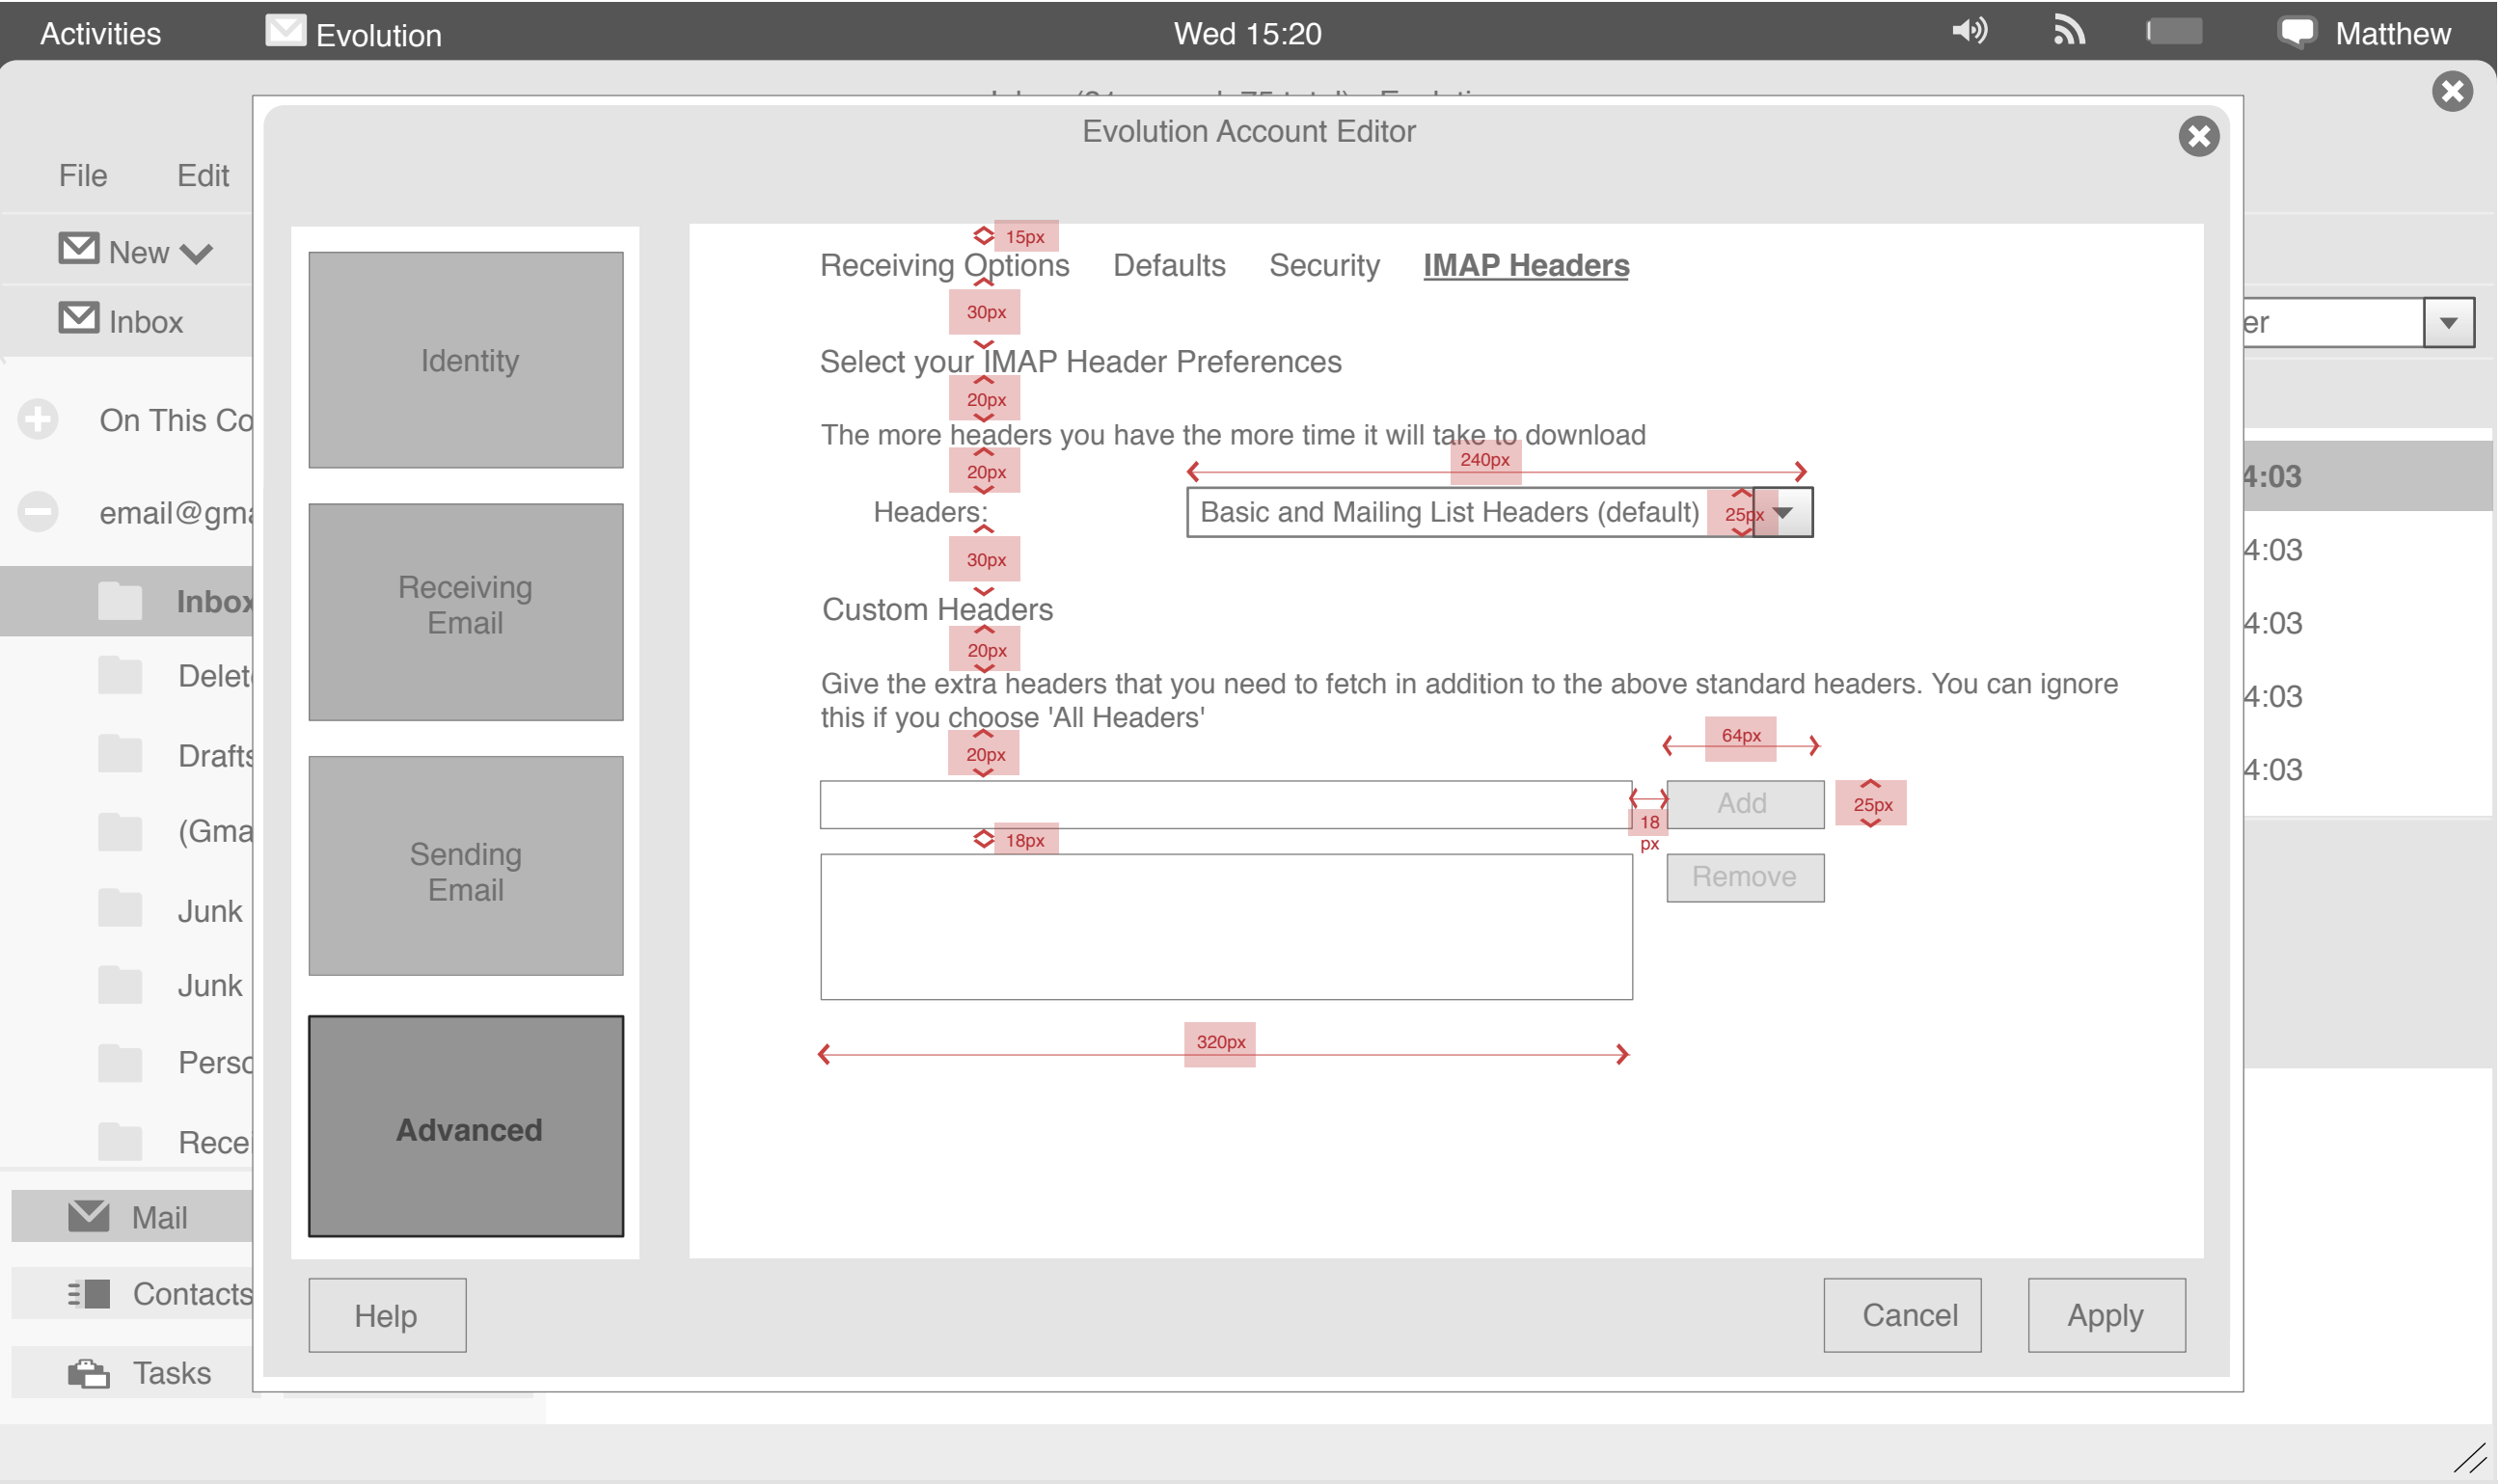 Activities Evolution Wed 15:20 Matthew
Evolution Account Editor
File Edit
New
Inbox
On This Co
email@gma
Inbox
Delet
Drafts
(Gma
Junk
Junk
Perso
Recei
Mail
Contacts
Tasks
Identity
Receiving
Email
Sending
Email
Advanced
15px
Receiving Options Defaults Security IMAP Headers
30px
Select your IMAP Header Preferences
20px
The more headers you have the more time it will take to download
20px 240px
Headers: Basic and Mailing List Headers (default) 25px
30px
Custom Headers
20px
Give the extra headers that you need to fetch in addition to the above standard headers. You can ignore
this if you choose 'All Headers'
20px 64px
Add 25px
18
px
18px
Remove
320px
Help Cancel Apply
er
4:03
4:03
4:03
4:03
4:03